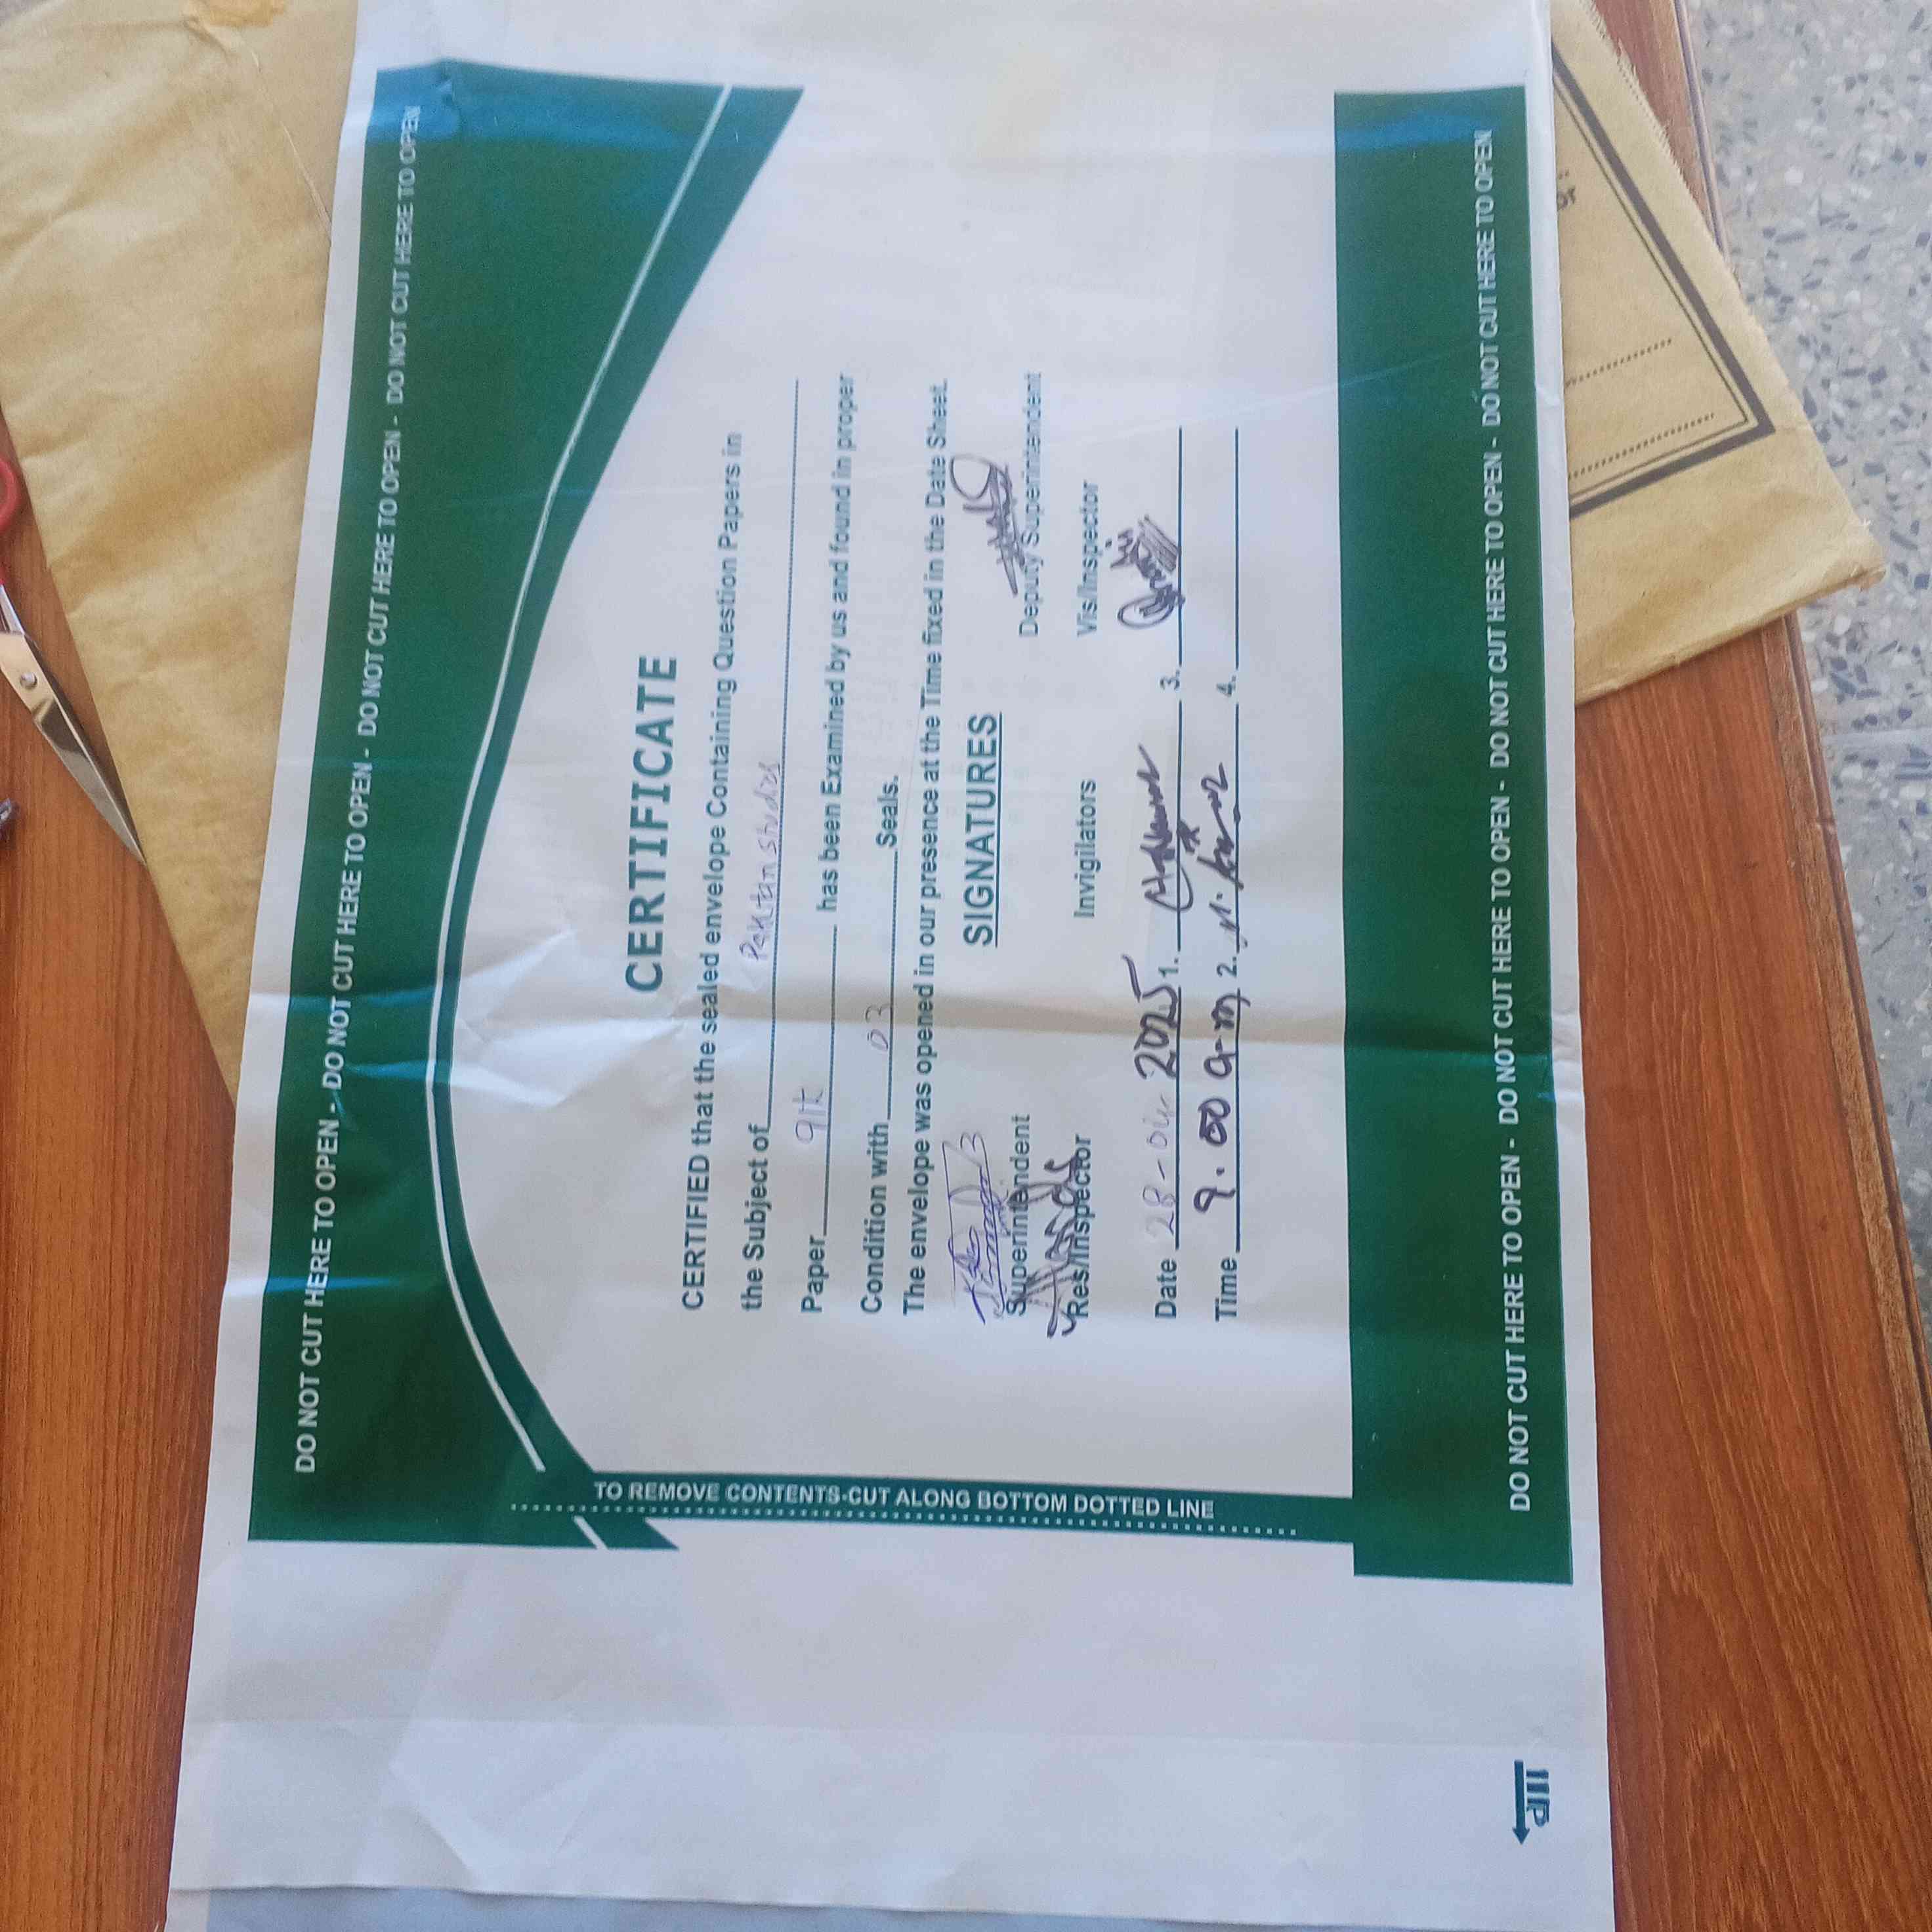 DO NOT CUT HERE TO OPEN - DO NOT CUT HERE TO OPEN - DO NOT CUT HERE TO OPEN - DO NOT CUT HERE TO OPEN
CERTIFICATE
CERTIFIED that the sealed envelope Containing Question Papers in
the Subject of Pakistan studies
Paper 9th has been Examined by us and found in proper
Condition with 03 Seals.
The envelope was opened in our presence at the Time fixed in the Date Sheet.
SIGNATURES
Superintendent Deputy Superintendent
Res/Inspector Invigilators Vis/Inspector
Date 28-04-2025 1. 3.
Time 9.00 a-m 2. 4.
TO REMOVE CONTENTS-CUT ALONG BOTTOM DOTTED LINE
DO NOT CUT HERE TO OPEN - DO NOT CUT HERE TO OPEN - DO NOT CUT HERE TO OPEN - DO NOT CUT HERE TO OPEN
UP